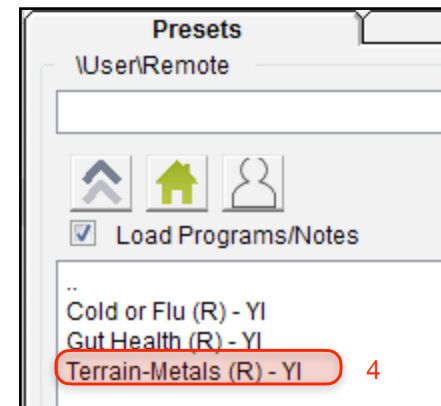 Presets
\User\Remote
Load Programs/Notes
..
Cold or Flu (R) - YI
Gut Health (R) - YI
Terrain-Metals (R) - YI
4